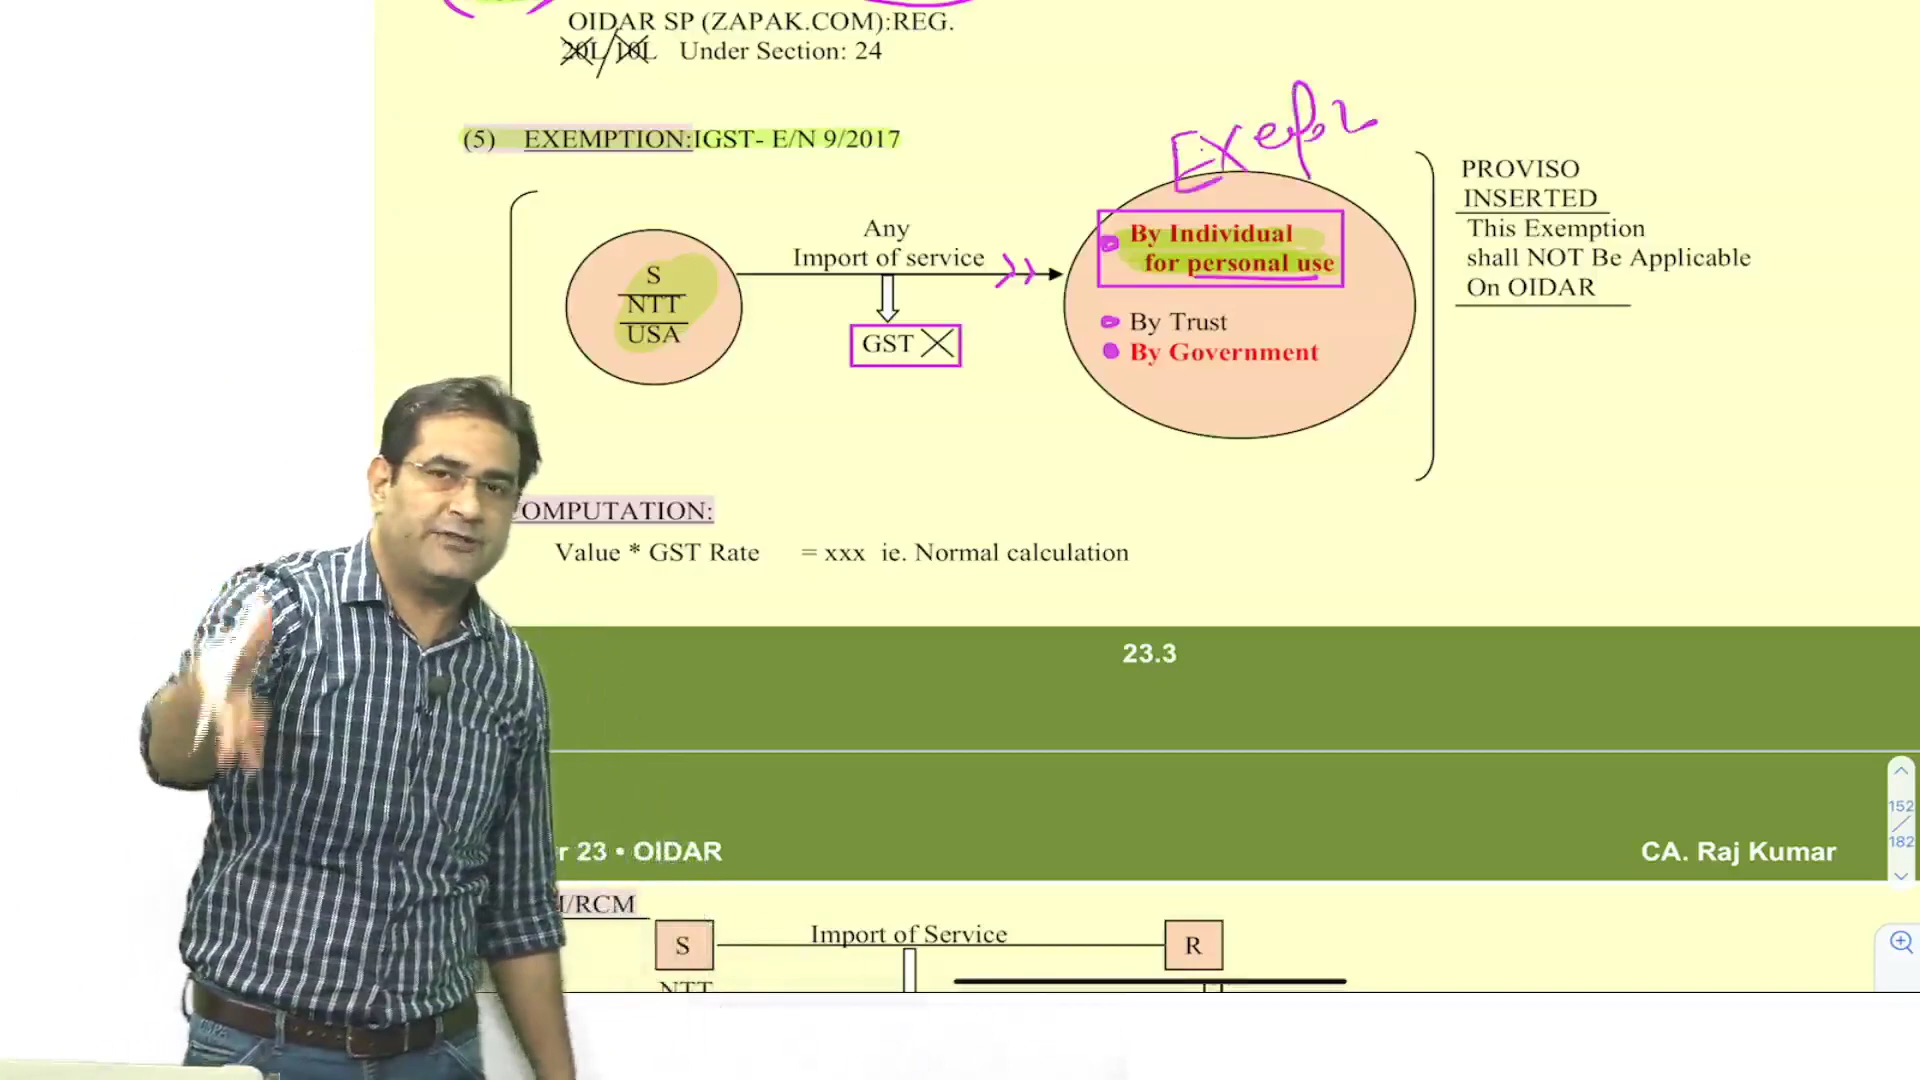 OIDAR SP (ZAPAK.COM):REG.
20L/10L Under Section: 24
(5) EXEMPTION:IGST- E/N 9/2017
S
NTT
USA
Any
Import of service
GST
By Individual
for personal use
By Trust
By Government
PROVISO
INSERTED
This Exemption
shall NOT Be Applicable
On OIDAR
OMPUTATION:
Value * GST Rate = xxx ie. Normal calculation
23.3
r 23 • OIDAR
CA. Raj Kumar
152
/
182
/RCM
S
Import of Service
R
NTT